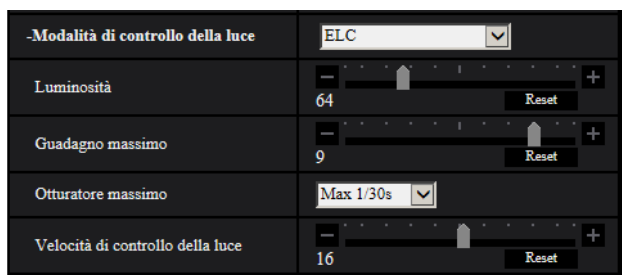 -Modalità di controllo della luce
ELC
Luminosità
- +
64 Reset
Guadagno massimo
- +
9 Reset
Otturatore massimo
Max 1/30s
Velocità di controllo della luce
- +
16 Reset